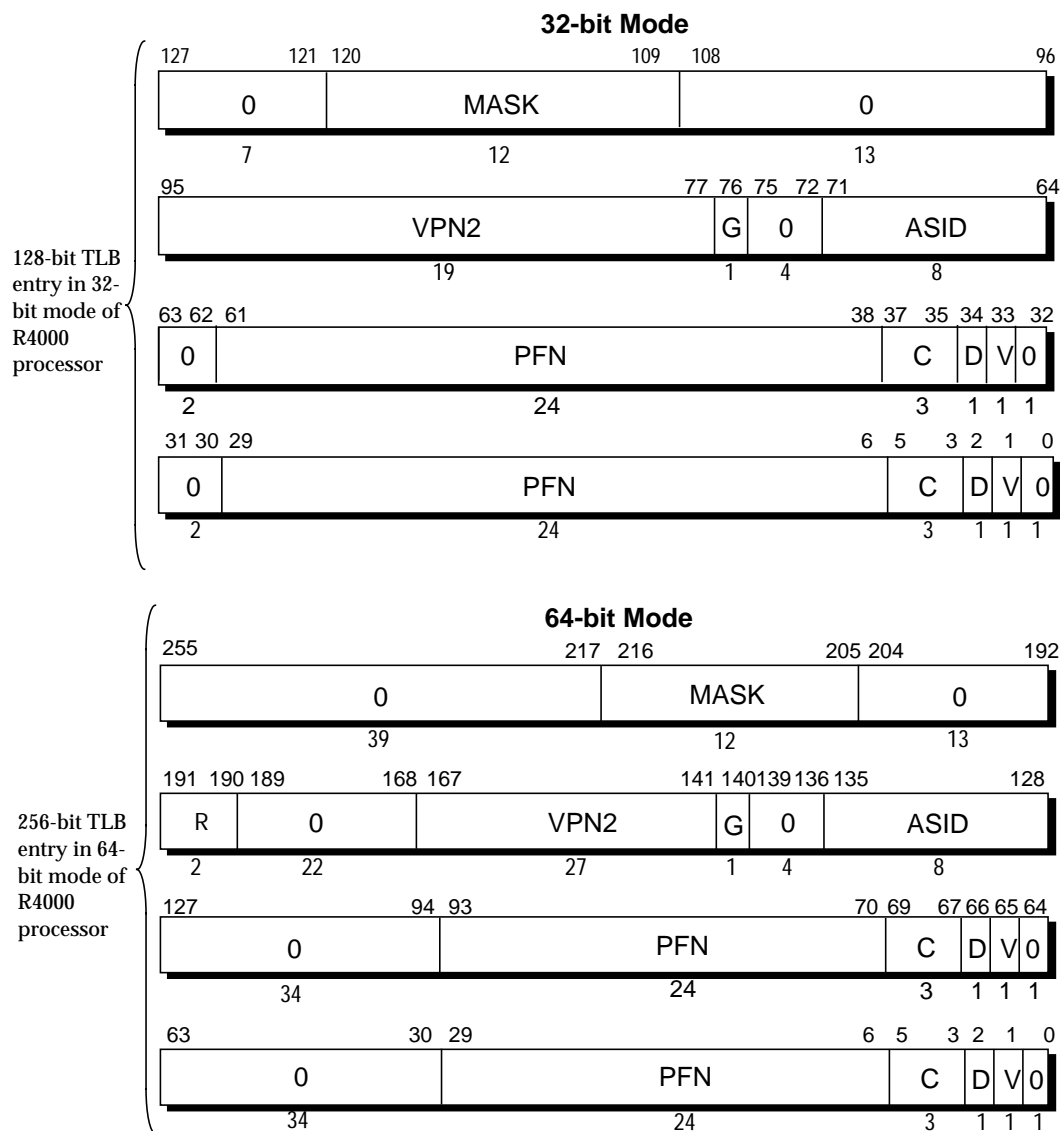 32-bit Mode
127 121 120 109 108 96
0 MASK 0
7 12 13
95 77 76 75 72 71 64
VPN2 G 0 ASID
19 1 4 8
128-bit TLB
entry in 32-
bit mode of
R4000
processor
63 62 61 38 37 35 34 33 32
0 PFN C D V 0
2 24 3 1 1 1
31 30 29 6 5 3 2 1 0
0 PFN C D V 0
2 24 3 1 1 1
64-bit Mode
255 217 216 205 204 192
0 MASK 0
39 12 13
191 190 189 168 167 141 140 139 136 135 128
R 0 VPN2 G 0 ASID
2 22 27 1 4 8
256-bit TLB
entry in 64-
bit mode of
R4000
processor
127 94 93 70 69 67 66 65 64
0 PFN C D V 0
34 24 3 1 1 1
63 30 29 6 5 3 2 1 0
0 PFN C D V 0
34 24 3 1 1 1